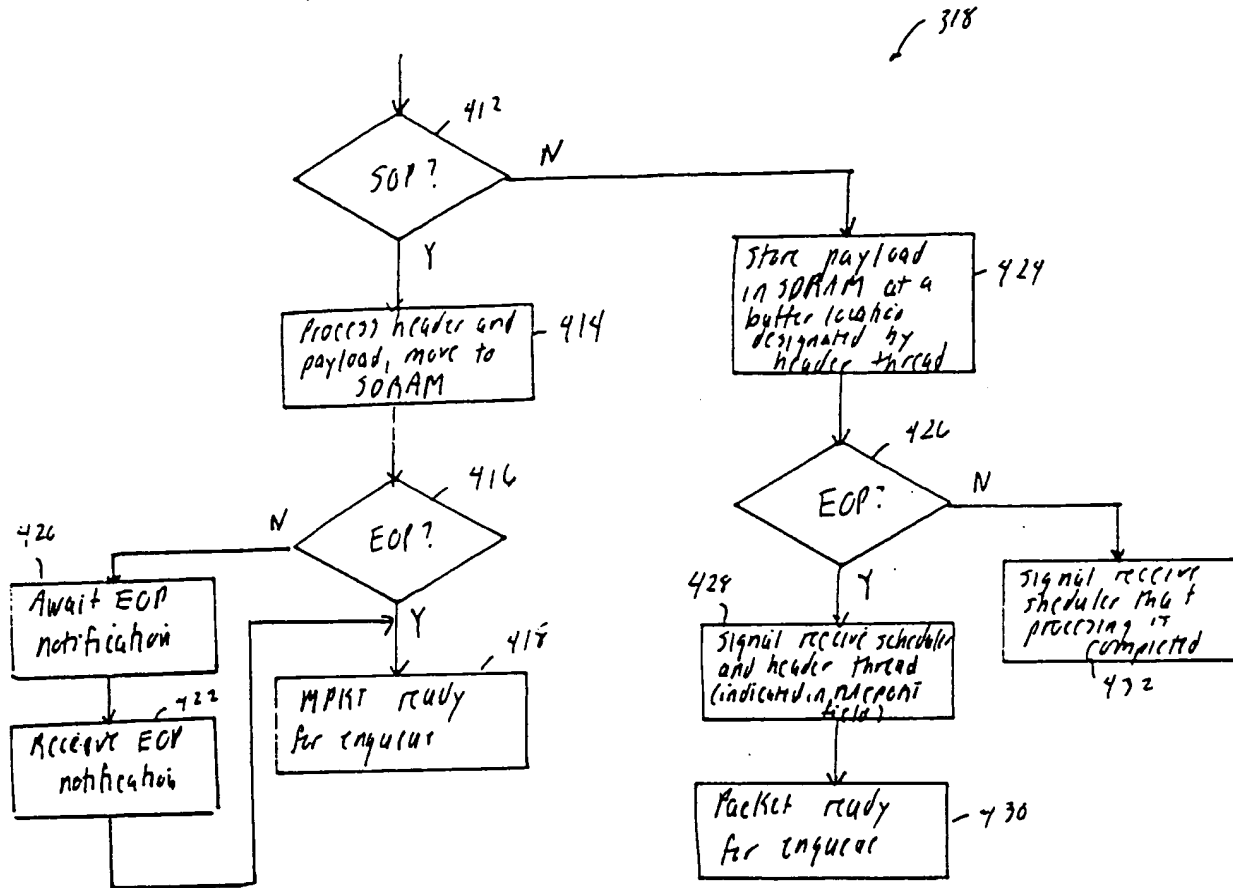 318
412
SOP?
N
Y
Process header and
payload, move to
SDRAM
414
416
EOP?
N
Y
420
Await EOP
notification
422
Receive EOP
notification
418
MPKT ready
for enqueue
Store payload
in SDRAM at a
buffer location
designated by
header thread
424
426
EOP?
N
Y
428
Signal receive scheduler
and header thread
(indicated in
field)
Signal receive
sheduler that
processing is
completed
432
Packet ready
for enqueue
430